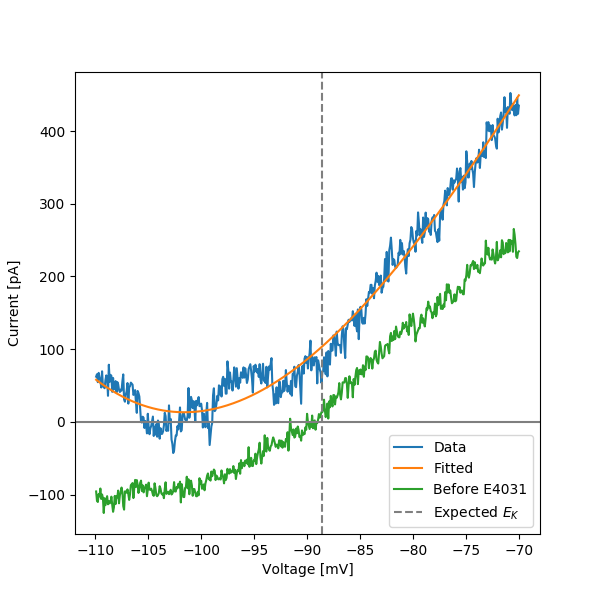 400
300
200
100
0
−100
Current [pA]
Data
Fitted
Before E4031
Expected E_K
−110 −105 −100 −95 −90 −85 −80 −75 −70
Voltage [mV]